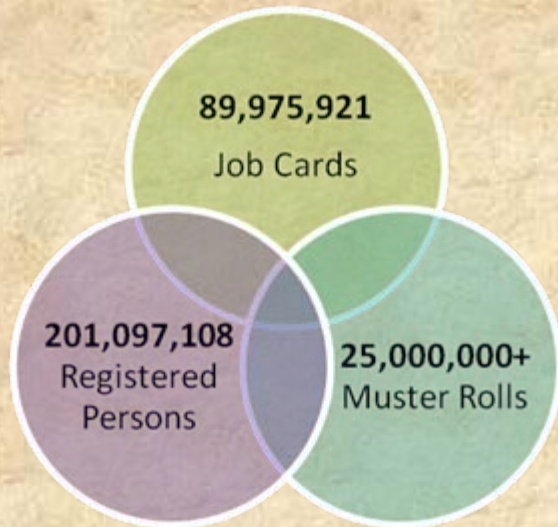 89,975,921
Job Cards
201,097,108
Registered
Persons
25,000,000+
Muster Rolls